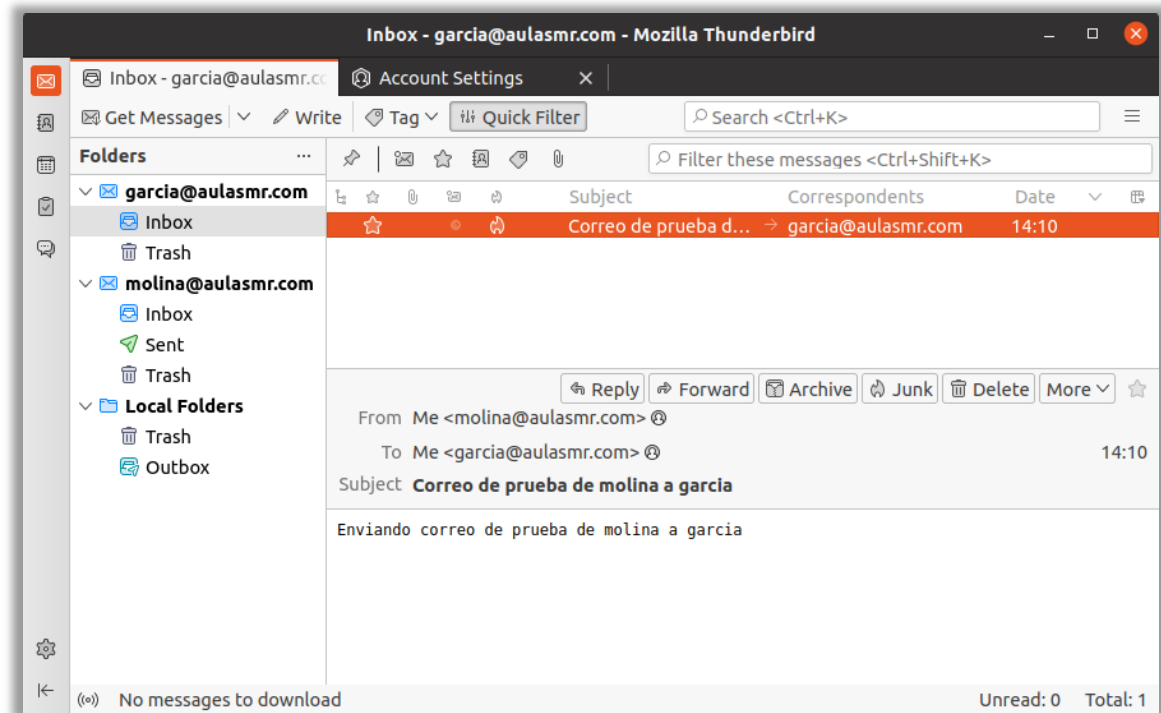 Inbox - garcia@aulasmr.com - Mozilla Thunderbird
Inbox - garcia@aulasmr.cc
Account Settings
Get Messages Write Tag Quick Filter Search <Ctrl+K>
Folders ... Filter these messages <Ctrl+Shift+K>
garcia@aulasmr.com
Inbox
Trash
molina@aulasmr.com
Inbox
Sent
Trash
Local Folders
Trash
Outbox
Subject Correspondents Date
Correo de prueba d... → garcia@aulasmr.com 14:10
Reply Forward Archive Junk Delete More
From Me <molina@aulasmr.com>
To Me <garcia@aulasmr.com> 14:10
Subject Correo de prueba de molina a garcia
Enviando correo de prueba de molina a garcia
No messages to download Unread: 0 Total: 1